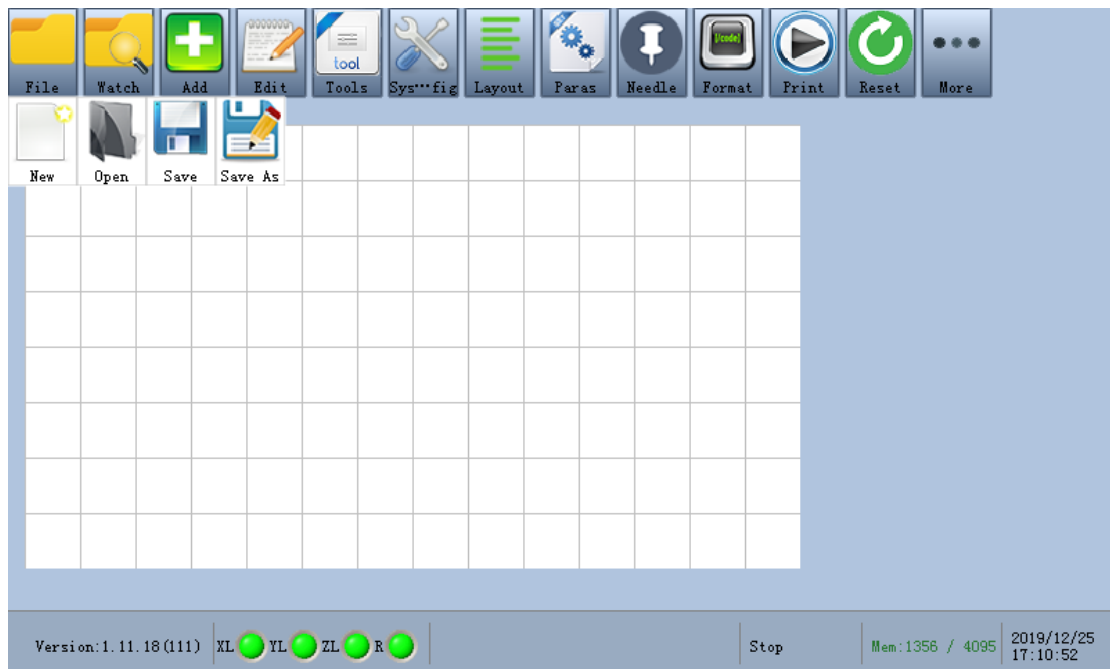 [/code]
tool
File Watch Add Edit Tools Sys···fig Layout Paras Needle Format Print Reset More
New Open Save Save As
Version:1.11.18(111) XL YL ZL R Stop Mem:1356 / 4095 2019/12/25
17:10:52